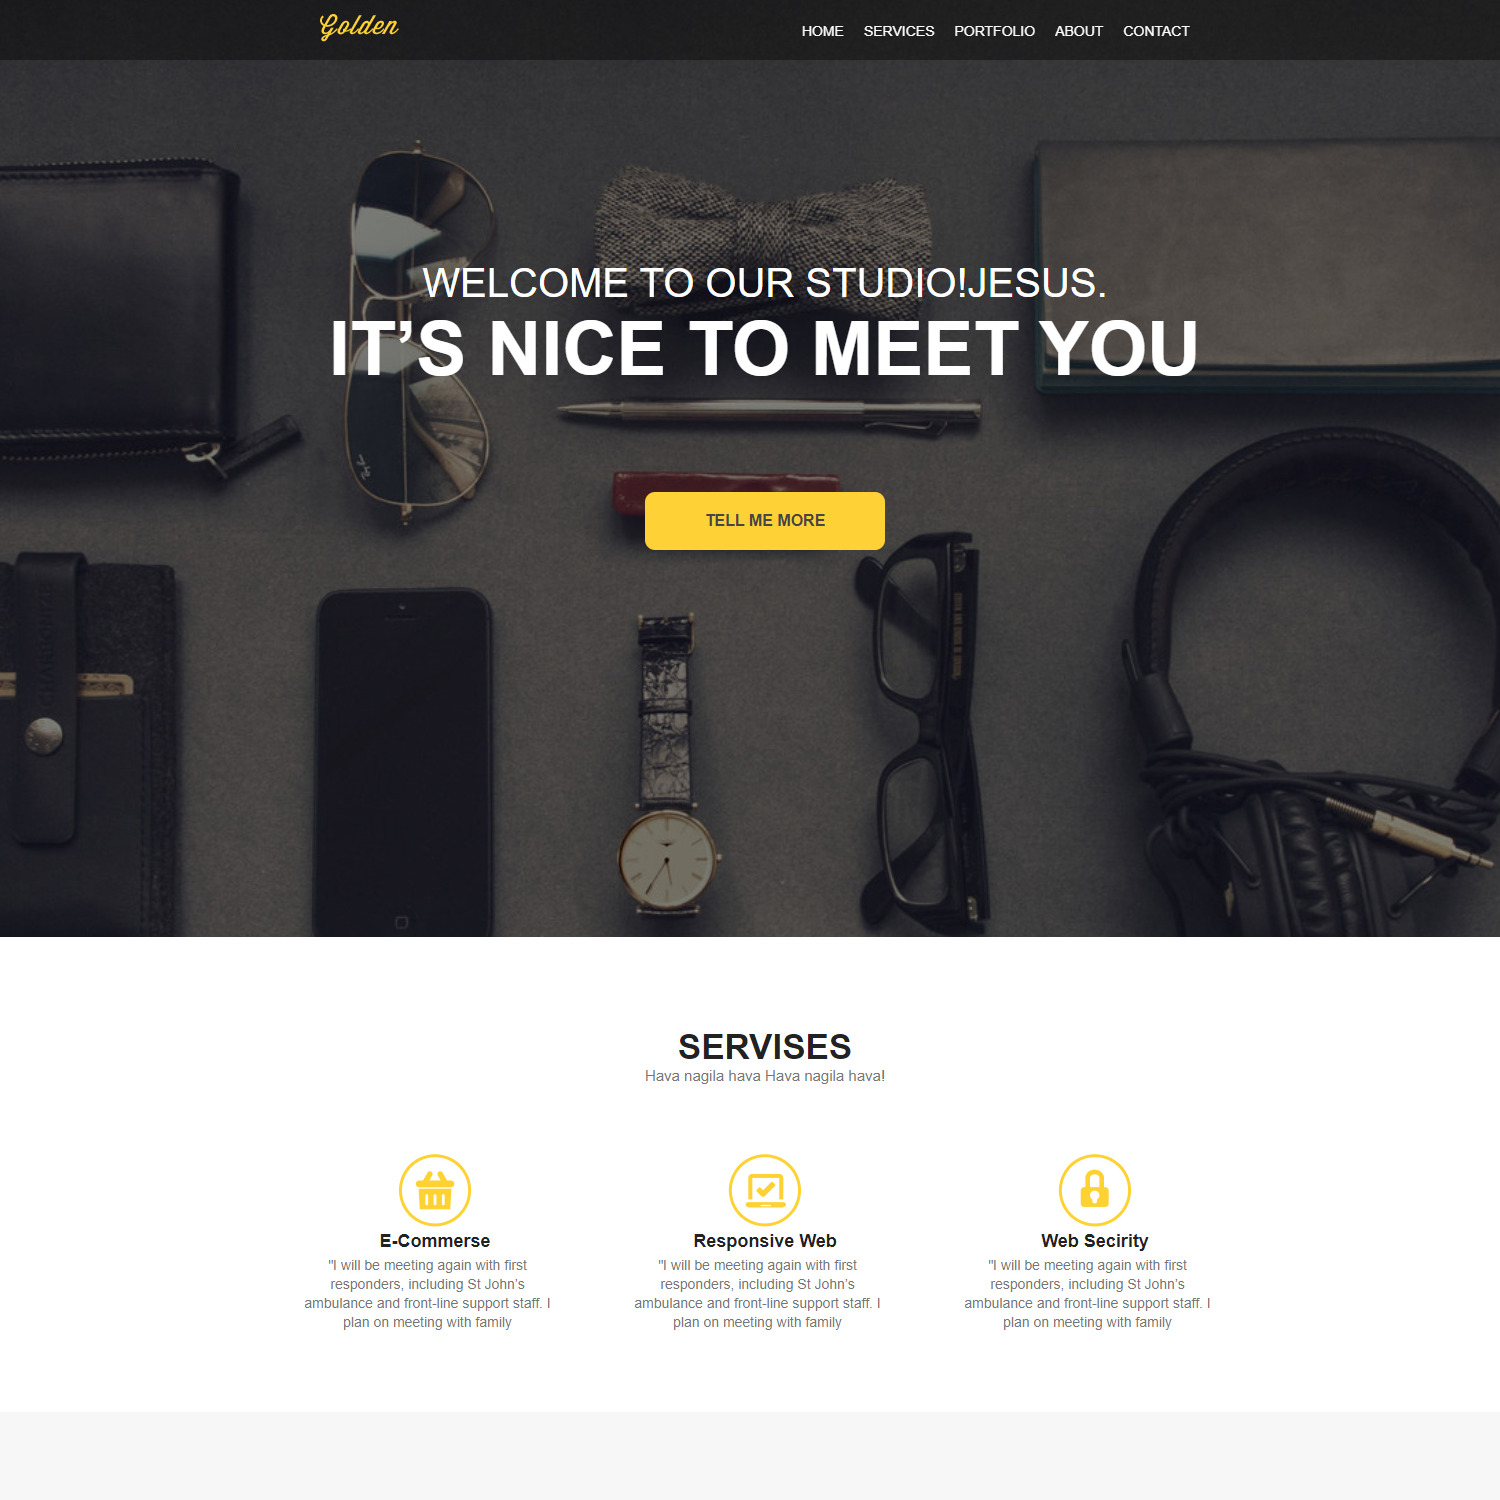 Golden
HOME SERVICES PORTFOLIO ABOUT CONTACT
WELCOME TO OUR STUDIO!JESUS.
IT’S NICE TO MEET YOU
TELL ME MORE
SERVISES
Hava nagila hava Hava nagila hava!
E-Commerse
"I will be meeting again with first
responders, including St John’s
ambulance and front-line support staff. I
plan on meeting with family
Responsive Web
"I will be meeting again with first
responders, including St John’s
ambulance and front-line support staff. I
plan on meeting with family
Web Secirity
"I will be meeting again with first
responders, including St John’s
ambulance and front-line support staff. I
plan on meeting with family